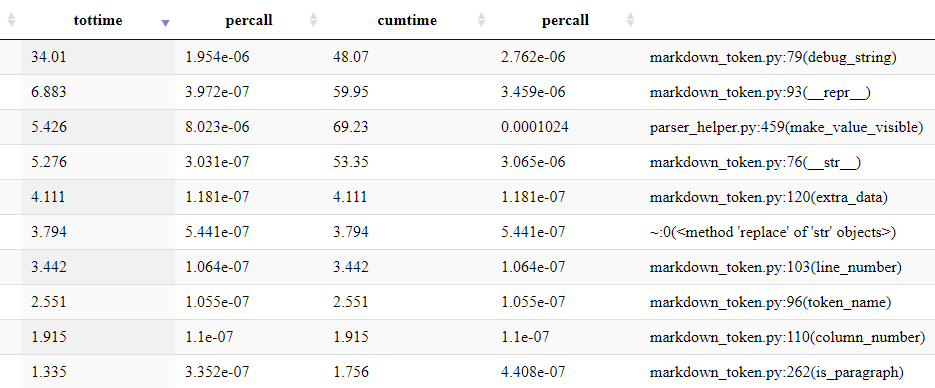 tottime percall cumtime percall
34.01 1.954e-06 48.07 2.762e-06 markdown_token.py:79(debug_string)
6.883 3.972e-07 59.95 3.459e-06 markdown_token.py:93(__repr__)
5.426 8.023e-06 69.23 0.0001024 parser_helper.py:459(make_value_visible)
5.276 3.031e-07 53.35 3.065e-06 markdown_token.py:76(__str__)
4.111 1.181e-07 4.111 1.181e-07 markdown_token.py:120(extra_data)
3.794 5.441e-07 3.794 5.441e-07 ~:0(<method 'replace' of 'str' objects>)
3.442 1.064e-07 3.442 1.064e-07 markdown_token.py:103(line_number)
2.551 1.055e-07 2.551 1.055e-07 markdown_token.py:96(token_name)
1.915 1.1e-07 1.915 1.1e-07 markdown_token.py:110(column_number)
1.335 3.352e-07 1.756 4.408e-07 markdown_token.py:262(is_paragraph)